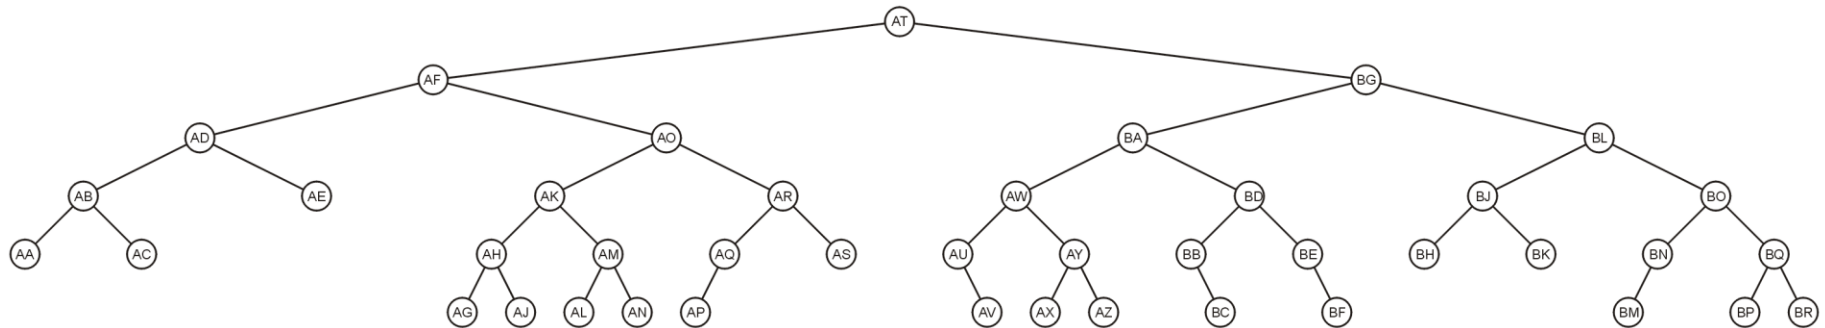 AT
AF BG
AD AO BA BL
AB AE AK AR AW BD BJ BO
AA AC AH AM AQ AS AU AY BB BE BH BK BN BQ
AG AJ AL AN AP AV AX AZ BC BF BM BP BR